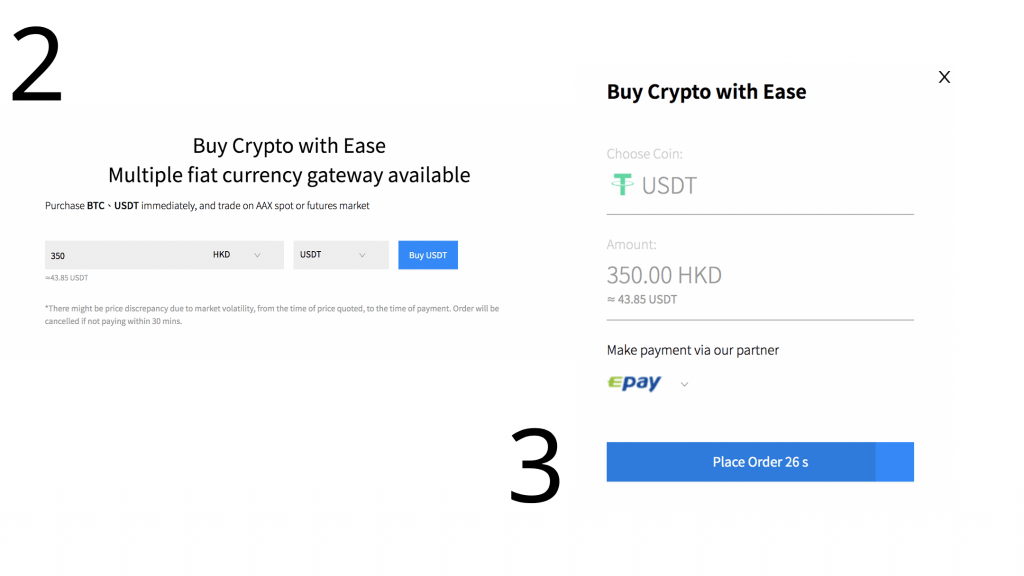 2
Buy Crypto with Ease
Multiple fiat currency gateway available
Purchase BTC、USDT immediately, and trade on AAX spot or futures market
350 HKD USDT Buy USDT
≈43.85 USDT
*There might be price discrepancy due to market volatility, from the time of price quoted, to the time of payment. Order will be
cancelled if not paying within 30 mins.
3
X
Buy Crypto with Ease
Choose Coin:
USDT
Amount:
350.00 HKD
≈ 43.85 USDT
Make payment via our partner
epay
Place Order 26 s